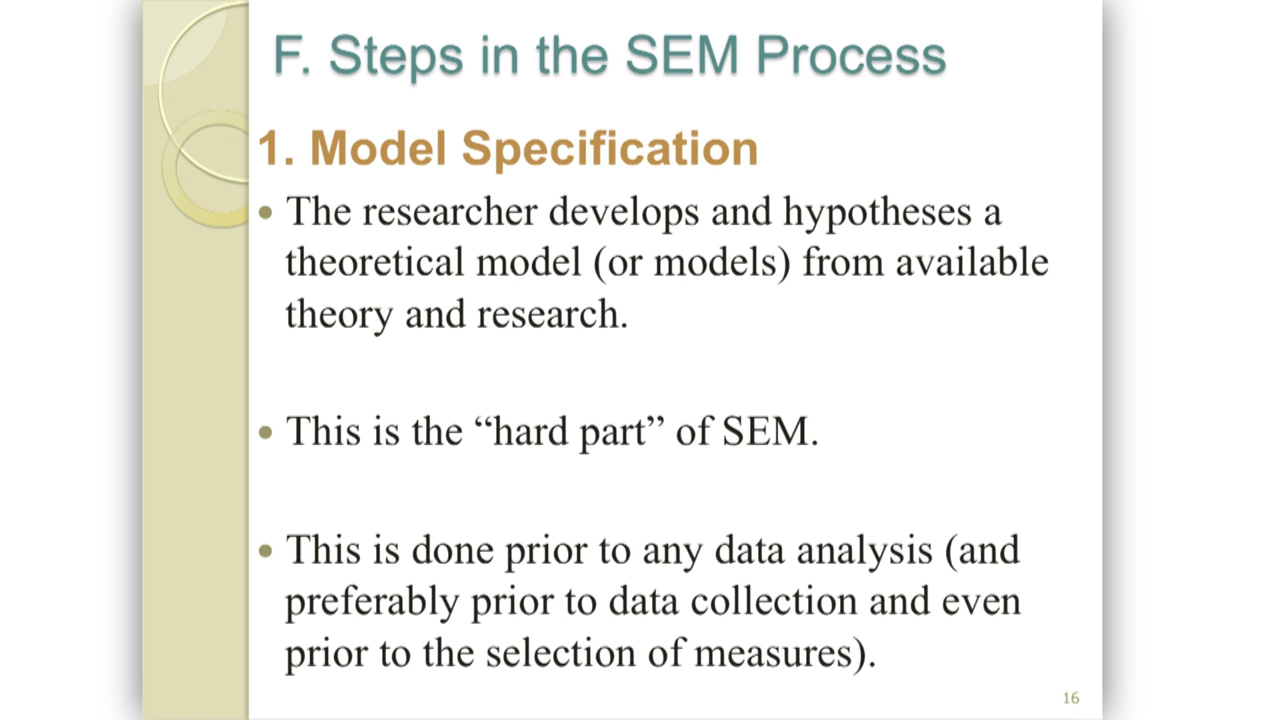 F. Steps in the SEM Process
1. Model Specification
• The researcher develops and hypotheses a
theoretical model (or models) from available
theory and research.
• This is the “hard part” of SEM.
• This is done prior to any data analysis (and
preferably prior to data collection and even
prior to the selection of measures).
16